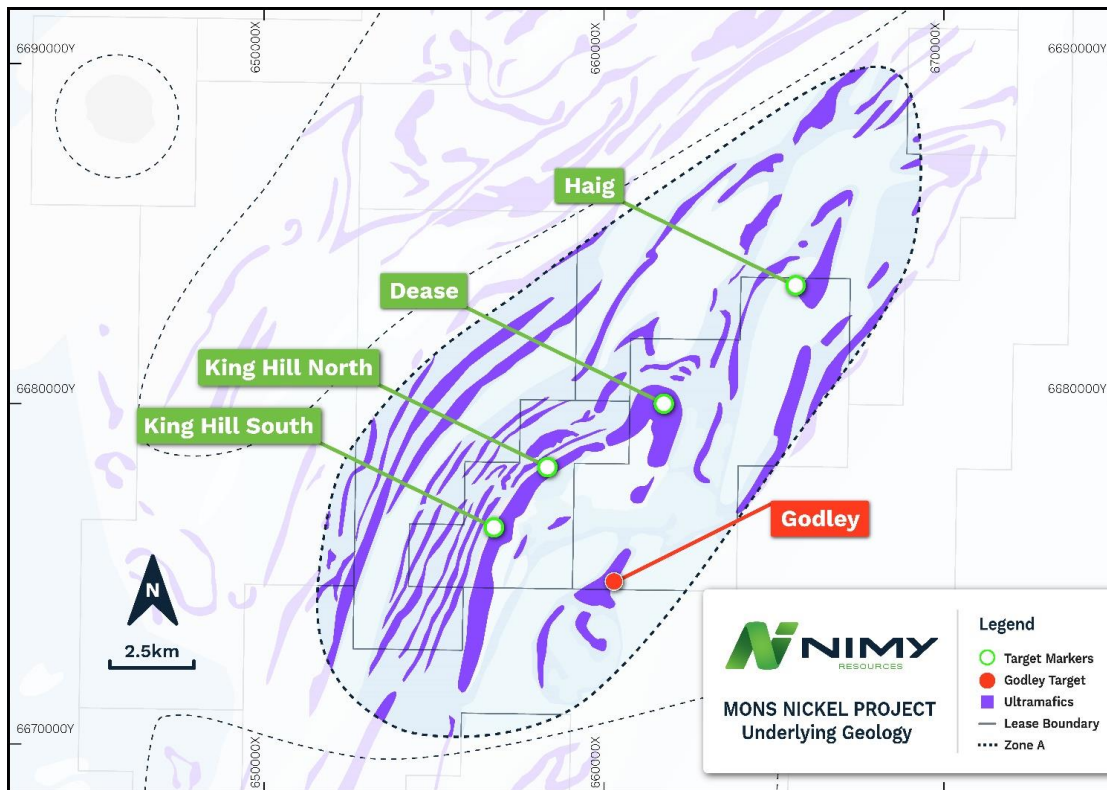 650000X
660000X
670000X
6690000Y
6690000Y
Haig
Dease
King Hill North
King Hill South
6680000Y
6680000Y
Godley
N
2.5km
6670000Y
650000X
660000X
NIMY
RESOURCES
MONS NICKEL PROJECT
Underlying Geology
Legend
Target Markers
Godley Target
Ultramafics
Lease Boundary
Zone A